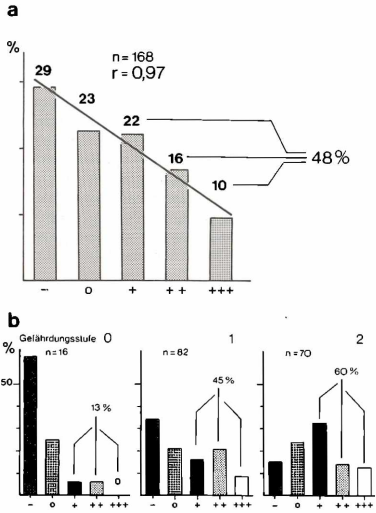 a
%
n=168
r=0,97
29
23
22
16
10
48%
− o + ++ +++
b
Gefährdungsstufe 0 1 2
%
n=16 n=82 n=70
50
13% 45% 60%
0
− o + ++ +++ − o + ++ +++ − o + ++ +++